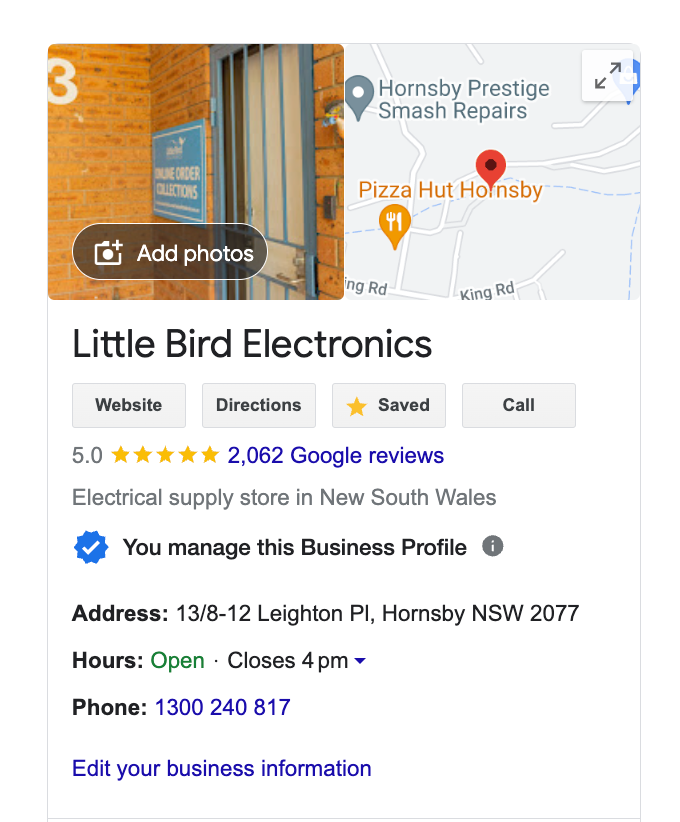 3
ONLINE ORDER
COLLECTIONS
Add photos
Hornsby Prestige
Smash Repairs
Pizza Hut Hornsby
ing Rd
King Rd
Little Bird Electronics
Website
Directions
Saved
Call
5.0
2,062 Google reviews
Electrical supply store in New South Wales
You manage this Business Profile
Address: 13/8-12 Leighton Pl, Hornsby NSW 2077
Hours: Open · Closes 4 pm
Phone: 1300 240 817
Edit your business information